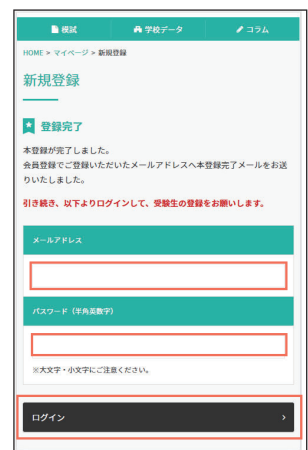 模試 学校データ コラム
HOME > マイページ > 新規登録
新規登録
登録完了
本登録が完了しました。
会員登録でご登録いただいたメールアドレスへ本登録完了メールをお送
りいたしました。
引き続き、以下よりログインして、受験生の登録をお願いします。
メールアドレス
パスワード（半角英数字）
※大文字・小文字にご注意ください。
ログイン